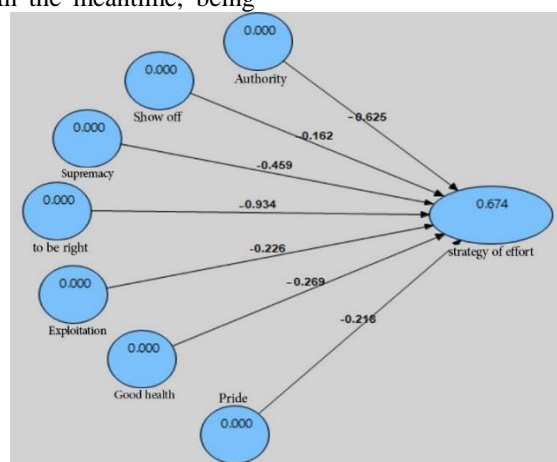 in the meantime, being
0.000
Authority
0.000
Show off
-0.625
-0.162
0.000
Supremacy
-0.459
0.000
to be right
-0.934
0.674
strategy of effort
-0.226
0.000
Exploitation
-0.269
0.000
Good health
-0.218
Pride
0.000